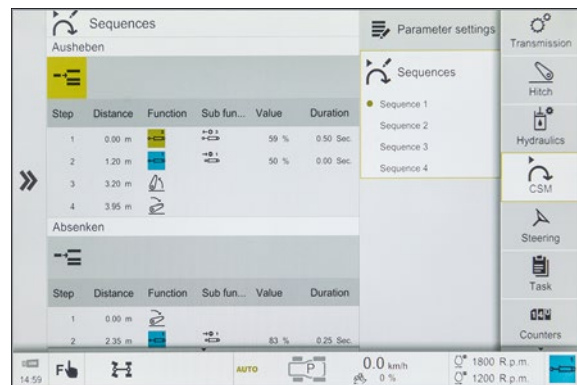 Sequences
Ausheben
Step Distance Function Sub fun... Value Duration
1 0.00 m 59 % 0.50 Sec.
2 1.20 m 50 % 0.00 Sec.
3 3.20 m
4 3.95 m
Absenken
Step Distance Function Sub fun... Value Duration
1 0.00 m
2 2.35 m 83 % 0.25 Sec.
Parameter settings
Sequences
Sequence 1
Sequence 2
Sequence 3
Sequence 4
Transmission
Hitch
Hydraulics
CSM
Steering
Task
Counters
14:59
F
AUTO
P
0.0 km/h
0 %
1800 R.p.m.
1200 R.p.m.